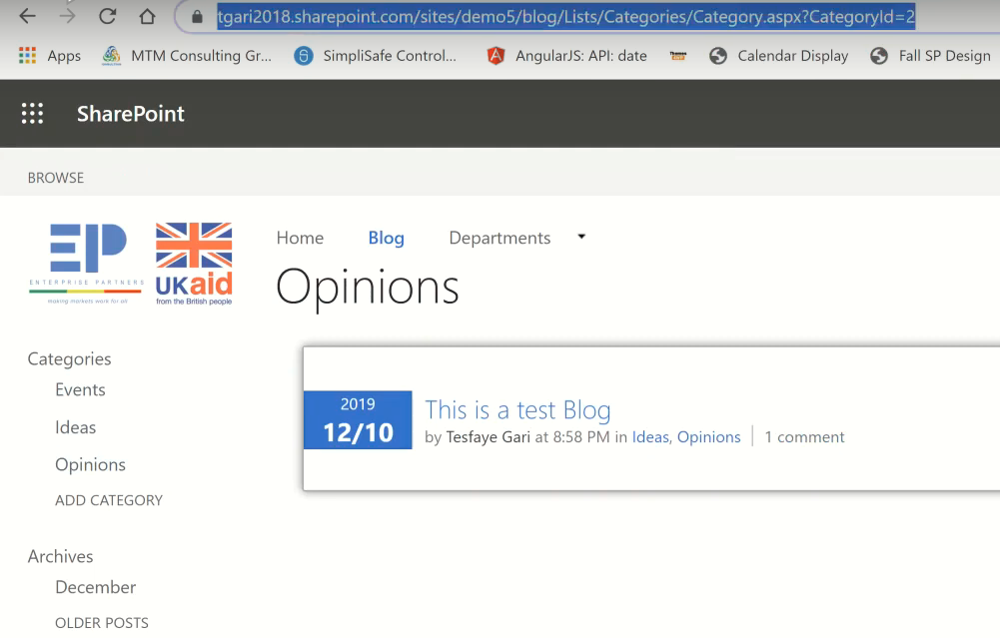 tgari2018.sharepoint.com/sites/demo5/blog/Lists/Categories/Category.aspx?CategoryId=2
Apps MTM Consulting Gr... S SimpliSafe Control... A AngularJS: API: date Calendar Display Fall SP Design
SharePoint
BROWSE
EP
ENTERPRISE PARTNERS
making markets work for all
UKaid
from the British people
Home Blog Departments
Opinions
Categories
Events
Ideas
Opinions
ADD CATEGORY
Archives
December
OLDER POSTS
2019
12/10
This is a test Blog
by Tesfaye Gari at 8:58 PM in Ideas, Opinions | 1 comment